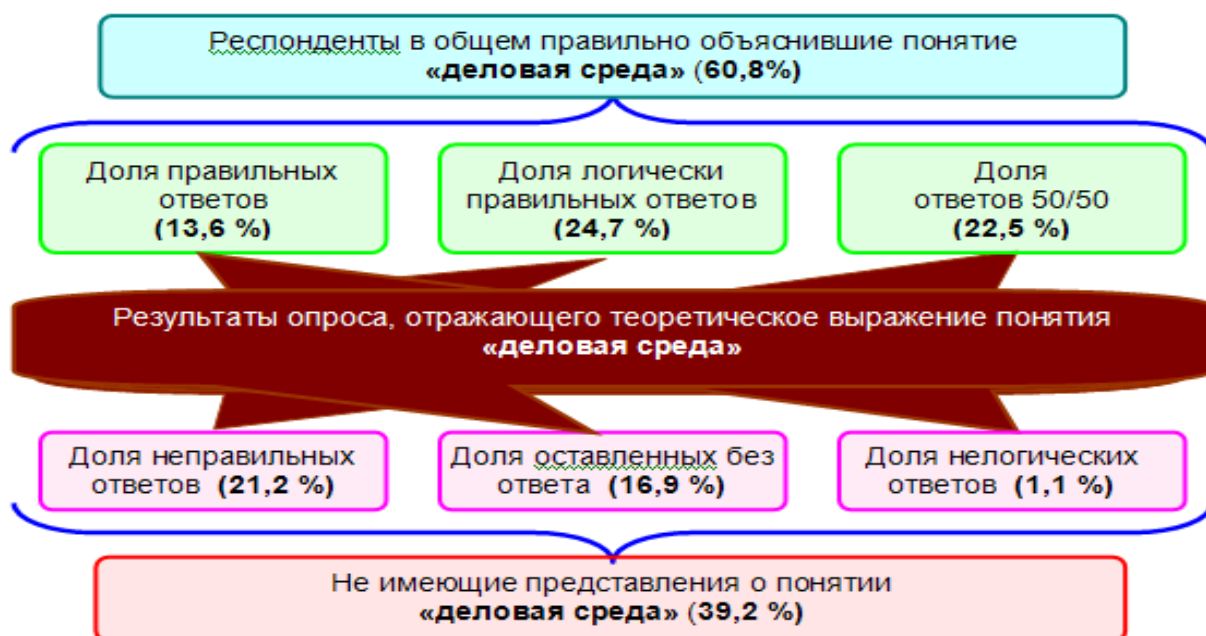 Респонденты в общем правильно объяснившие понятие
«деловая среда» (60,8%)
Доля правильных
ответов
(13,6 %)
Доля логически
правильных ответов
(24,7 %)
Доля
ответов 50/50
(22,5 %)
Результаты опроса, отражающего теоретическое выражение понятия
«деловая среда»
Доля неправильных
ответов (21,2 %)
Доля оставленных без
ответа (16,9 %)
Доля нелогических
ответов (1,1 %)
Не имеющие представления о понятии
«деловая среда» (39,2 %)